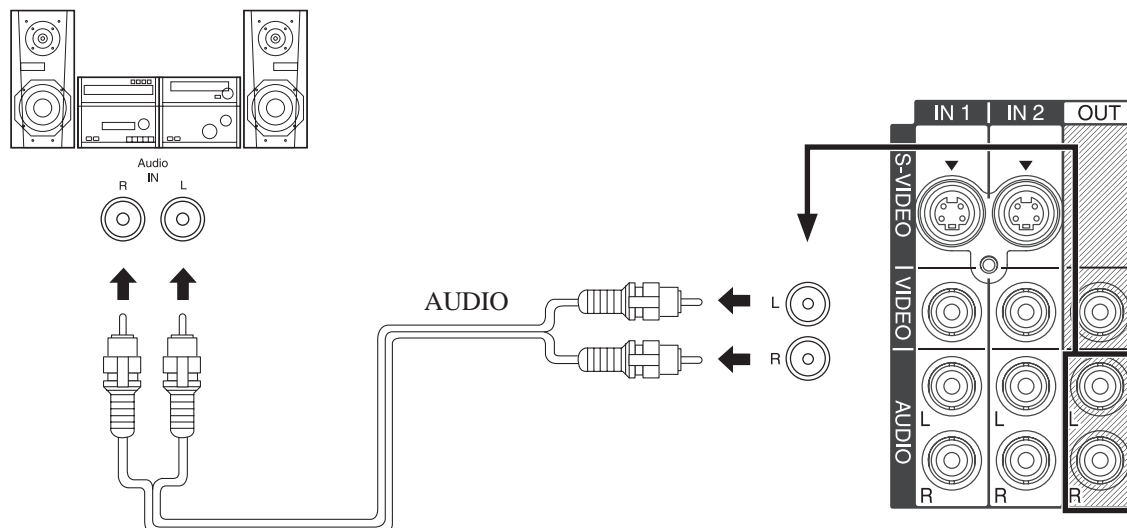 Audio
IN
R L
AUDIO
L
R
IN 1 IN 2 OUT
S-VIDEO
VIDEO
AUDIO
L L L
R R R